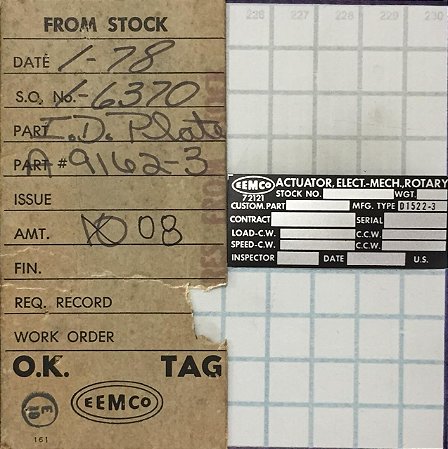 FROM STOCK
DATE 1-78
S.O. No. 1-6370
PART I.D. Plate
PART # A9162-3
ISSUE
AMT. 08
FIN.
REQ. RECORD
WORK ORDER
O.K. TAG
EEMCO
161
226 227 228 229 230
EEMCO ACTUATOR, ELECT.-MECH., ROTARY
72121 STOCK NO. WGT.
CUSTOM. PART MFG. TYPE D1522-3
CONTRACT SERIAL
LOAD-C.W. C.C.W.
SPEED-C.W. C.C.W.
INSPECTOR DATE U.S.